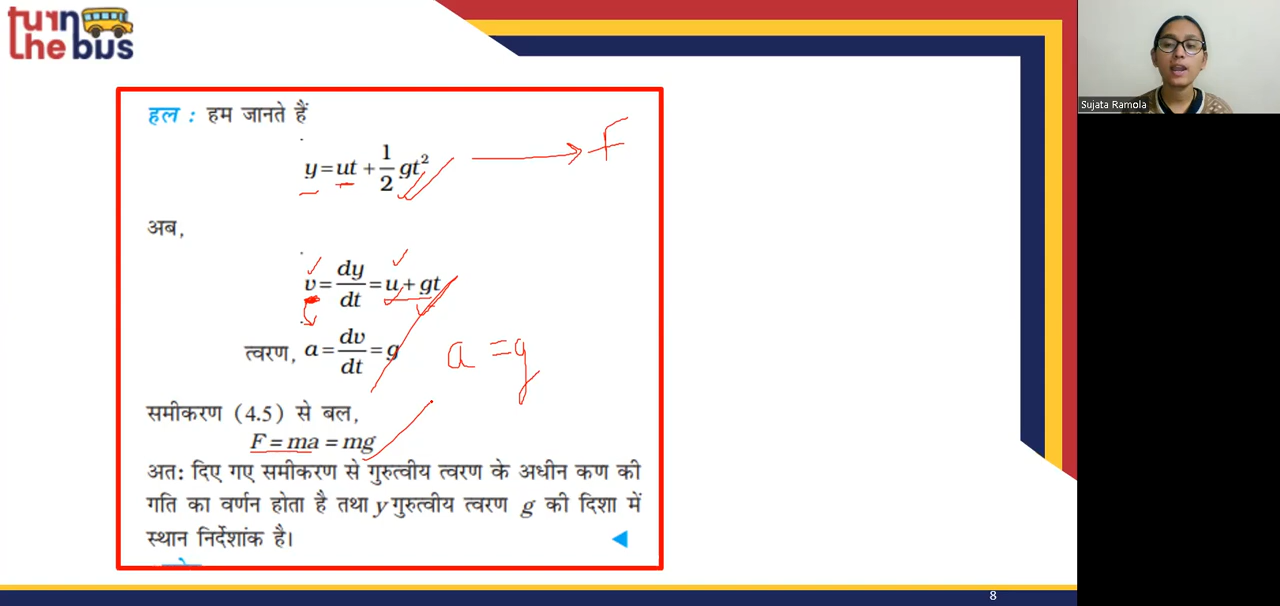 turn
the bus
हल : हम जानते हैं
y = ut + 1/2 gt²
F
अब,
v = dy/dt = u + gt
त्वरण, a = dv/dt = g
a = g
समीकरण (4.5) से बल,
F = ma = mg
अत: दिए गए समीकरण से गुरुत्वीय त्वरण के अधीन कण की
गति का वर्णन होता है तथा y गुरुत्वीय त्वरण g की दिशा में
स्थान निर्देशांक है।
Sujata Ramola
8